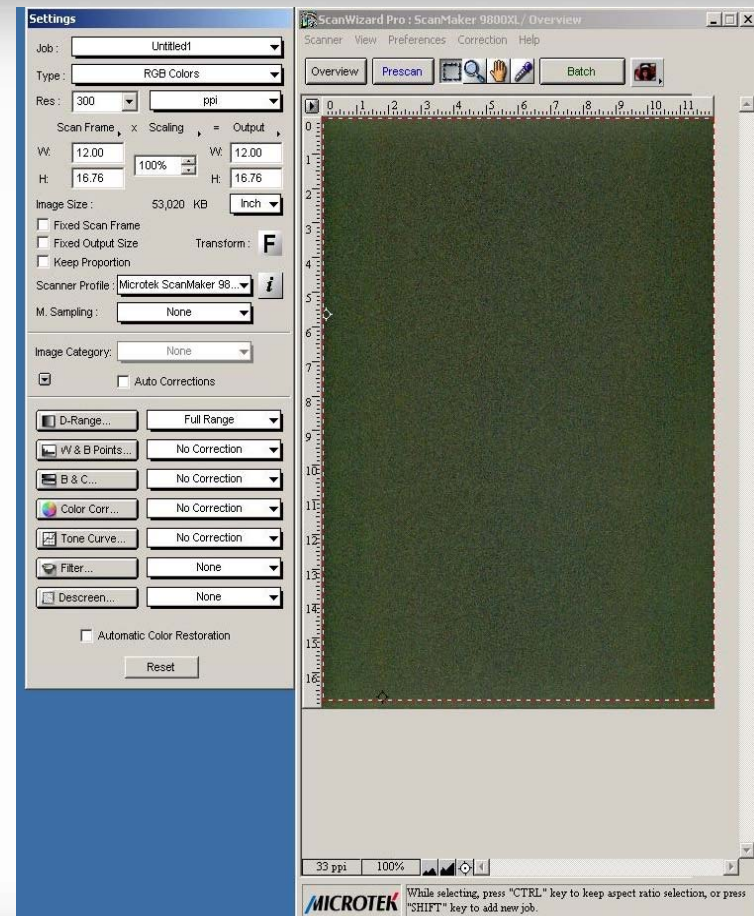 Settings
Job : Untitled1
Type : RGB Colors
Res : 300 ppi
Scan Frame x Scaling = Output
W: 12.00 100% W: 12.00
H: 16.76 H: 16.76
Image Size : 53,020 KB Inch
Fixed Scan Frame
Fixed Output Size Transform : F
Keep Proportion
Scanner Profile : Microtek ScanMaker 98... i
M. Sampling : None
Image Category: None
Auto Corrections
D-Range... Full Range
W & B Points... No Correction
B & C... No Correction
Color Corr... No Correction
Tone Curve... No Correction
Filter... None
Descreen... None
Automatic Color Restoration
Reset
ScanWizard Pro : ScanMaker 9800XL/ Overview
Scanner View Preferences Correction Help
Overview Prescan Batch
0 1 2 3 4 5 6 7 8 9 10 11
0
1
2
3
4
5
6
7
8
9
10
11
12
13
14
15
16
33 ppi 100%
MICROTEK While selecting, press "CTRL" key to keep aspect ratio selection, or press
"SHIFT" key to add new job.